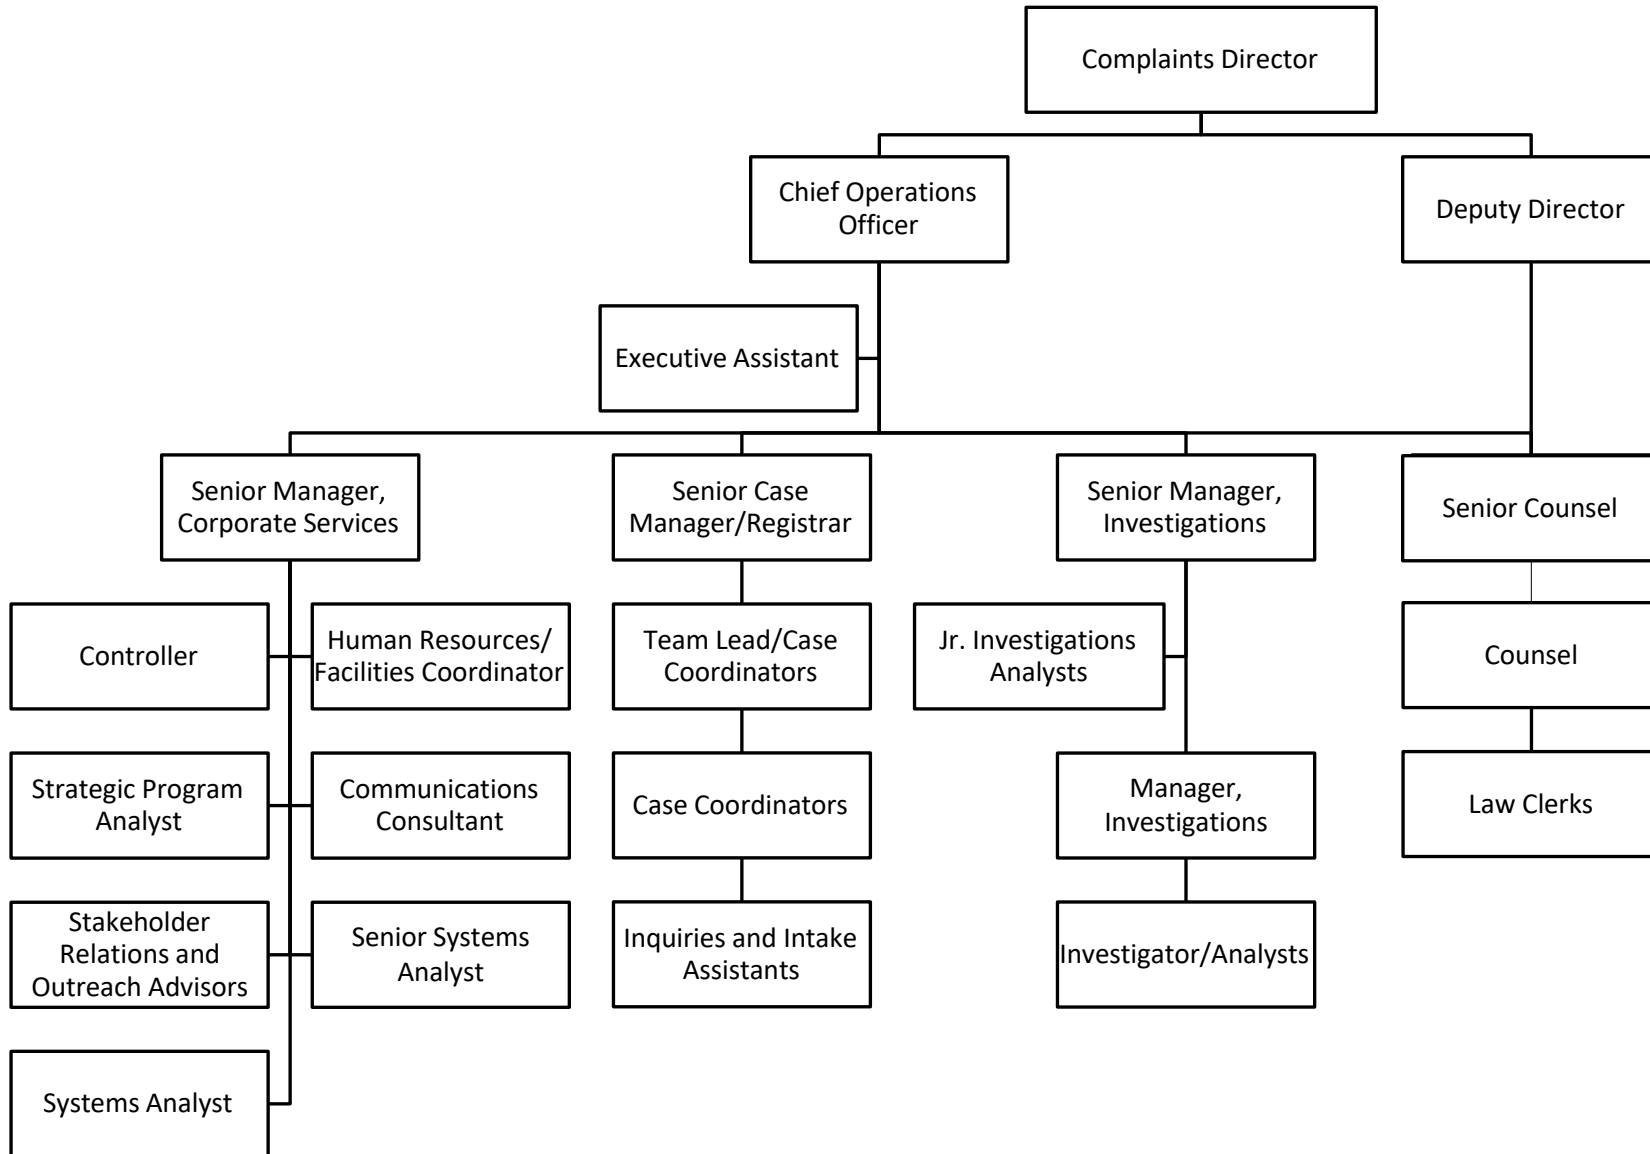 Complaints Director
Chief Operations
Officer
Deputy Director
Executive Assistant
Senior Manager,
Corporate Services
Senior Case
Manager/Registrar
Senior Manager,
Investigations
Senior Counsel
Controller
Human Resources/
Facilities Coordinator
Team Lead/Case
Coordinators
Jr. Investigations
Analysts
Counsel
Strategic Program
Analyst
Communications
Consultant
Case Coordinators
Manager,
Investigations
Law Clerks
Stakeholder
Relations and
Outreach Advisors
Senior Systems
Analyst
Inquiries and Intake
Assistants
Investigator/Analysts
Systems Analyst